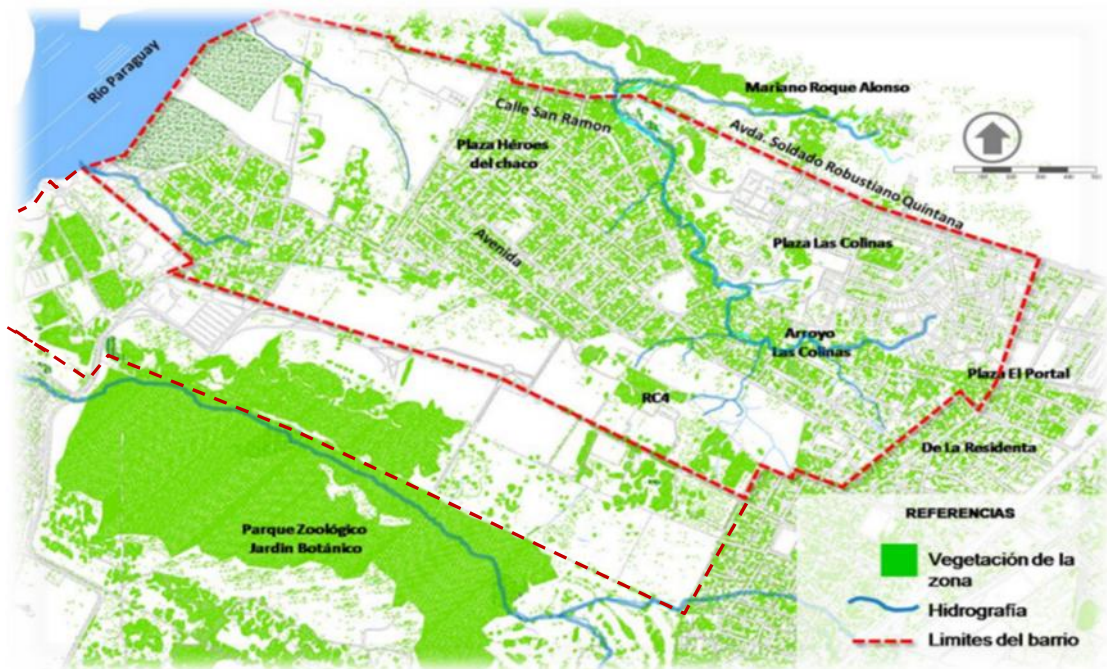 Río Paraguay
Mariano Roque Alonso
Calle San Ramon
Avda. Soldado Robustiano Quintana
Plaza Héroes
del chaco
Avenida
Plaza Las Colinas
Arroyo
Las Colinas
Plaza El Portal
RC4
De La Residenta
Parque Zoológico
Jardin Botánico
REFERENCIAS
Vegetación de la
zona
Hidrografía
Limites del barrio